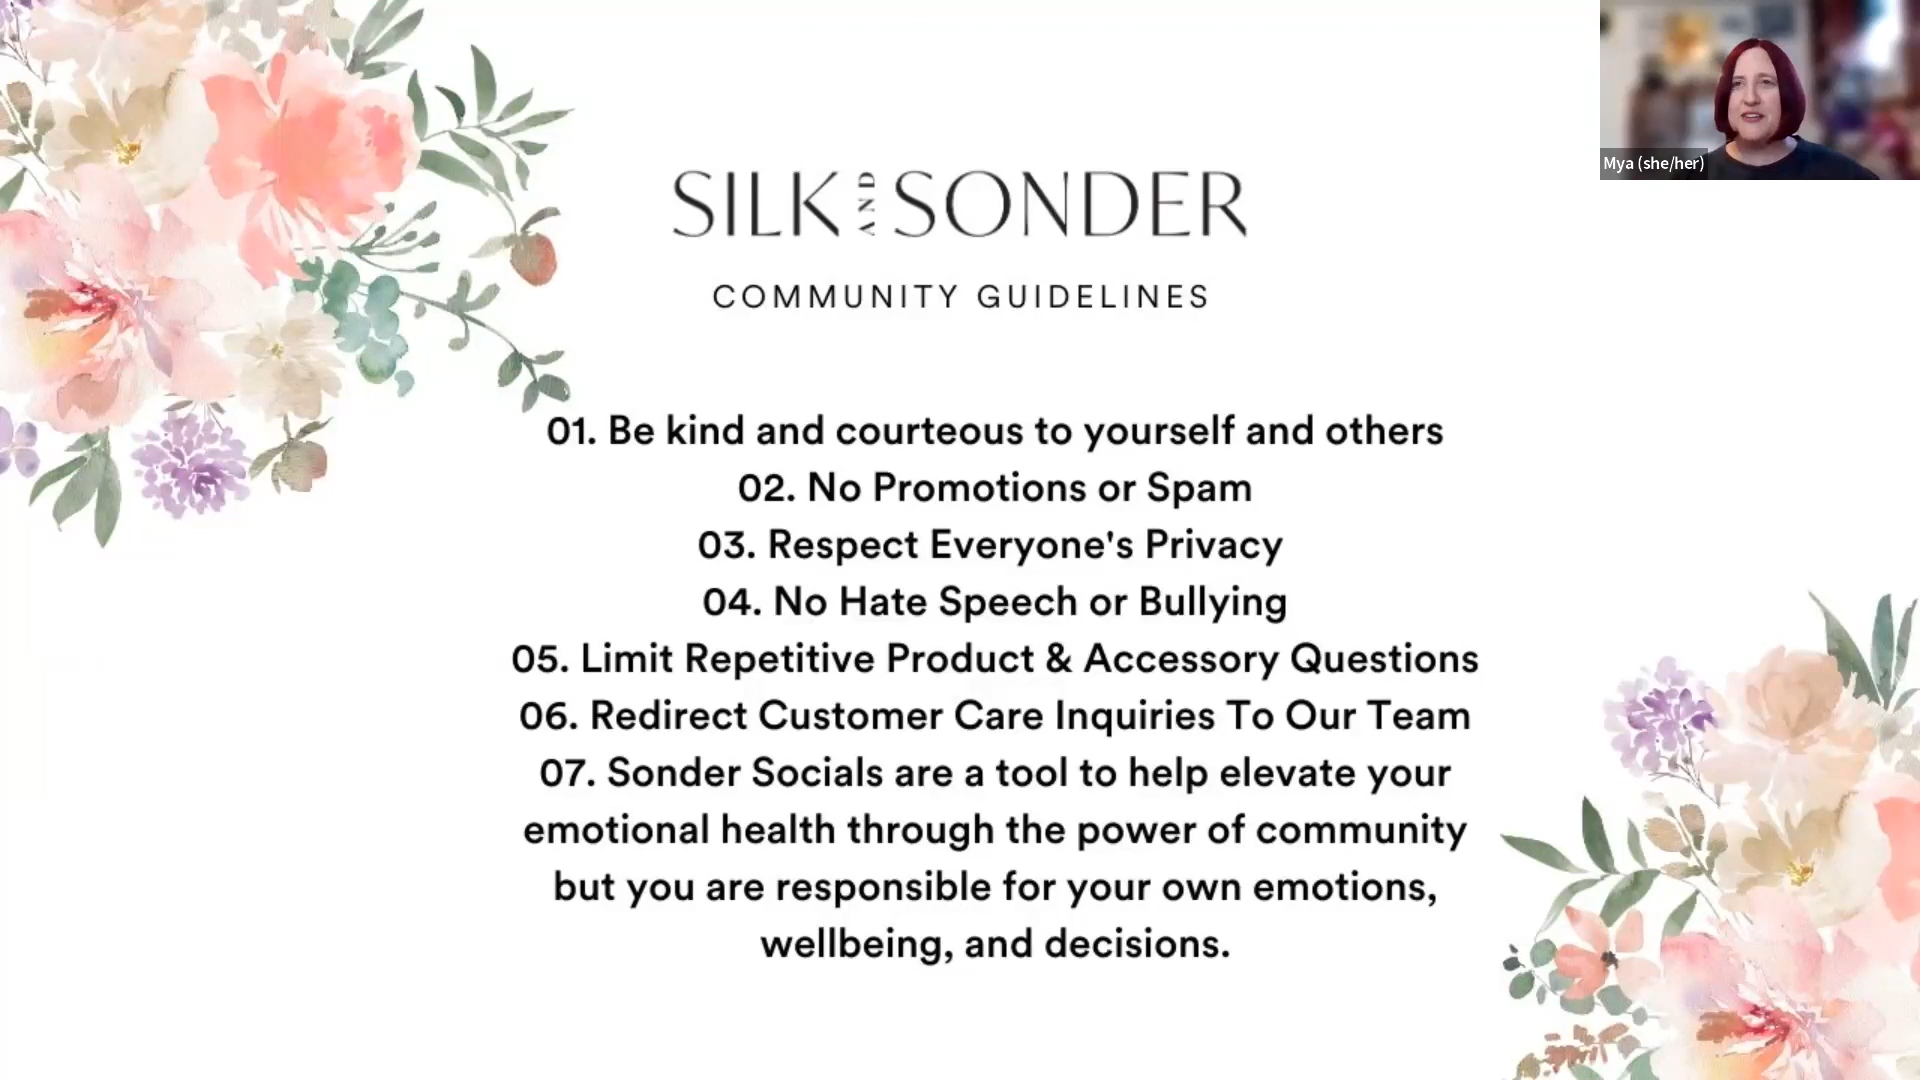 SILK AND SONDER
COMMUNITY GUIDELINES
01. Be kind and courteous to yourself and others
02. No Promotions or Spam
03. Respect Everyone's Privacy
04. No Hate Speech or Bullying
05. Limit Repetitive Product & Accessory Questions
06. Redirect Customer Care Inquiries To Our Team
07. Sonder Socials are a tool to help elevate your
emotional health through the power of community
but you are responsible for your own emotions,
wellbeing, and decisions.
Mya (she/her)